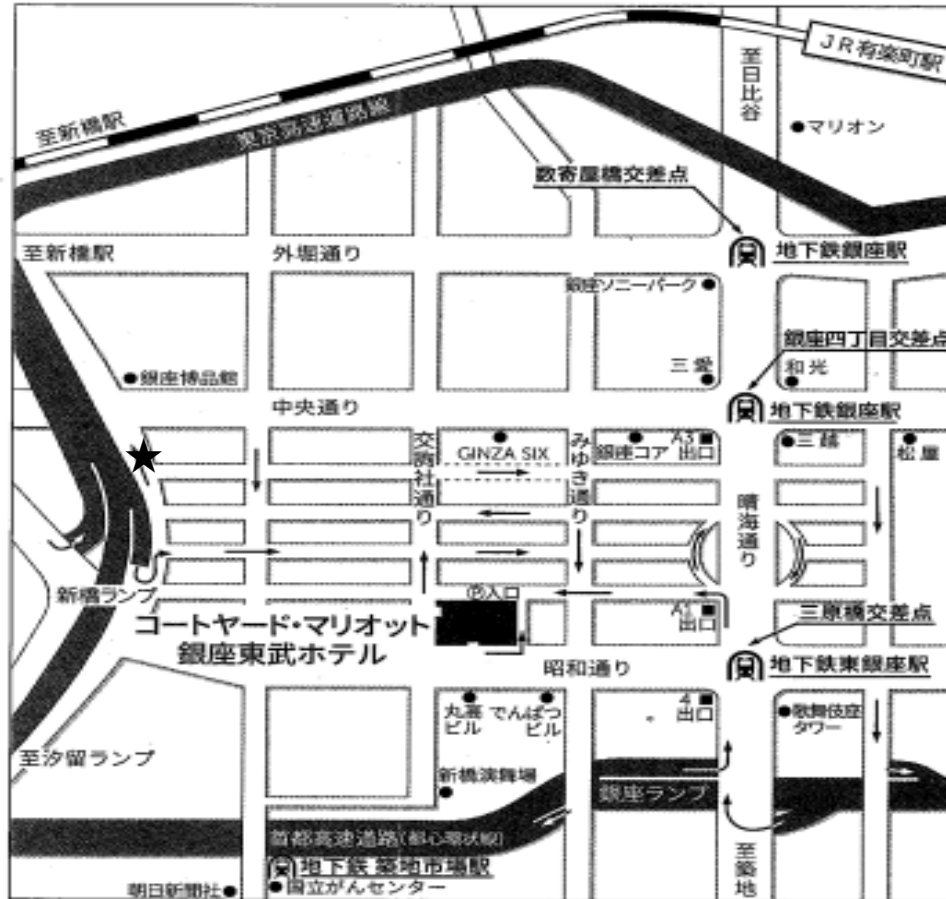 JR有楽町駅
至日比谷
至新橋駅
東京高速道路線
マリオン
数寄屋橋交差点
至新橋駅
外堀通り
地下鉄銀座駅
銀座ソニーパーク
銀座四丁目交差点
銀座博品館
三愛
和光
中央通り
地下鉄銀座駅
交詢社通り
GINZA SIX
みゆき通り
銀座コア
A3
出口
三越
松屋
晴海通り
新橋ランプ
P入口
コートヤード・マリオット
銀座東武ホテル
A1
出口
三原橋交差点
昭和通り
地下鉄東銀座駅
丸高
ビル
でんぱつ
ビル
4
出口
歌舞伎座
タワー
至汐留ランプ
新橋演舞場
銀座ランプ
首都高速道路(都心環状線)
地下鉄 築地市場駅
至築地
朝日新聞社
国立がんセンター